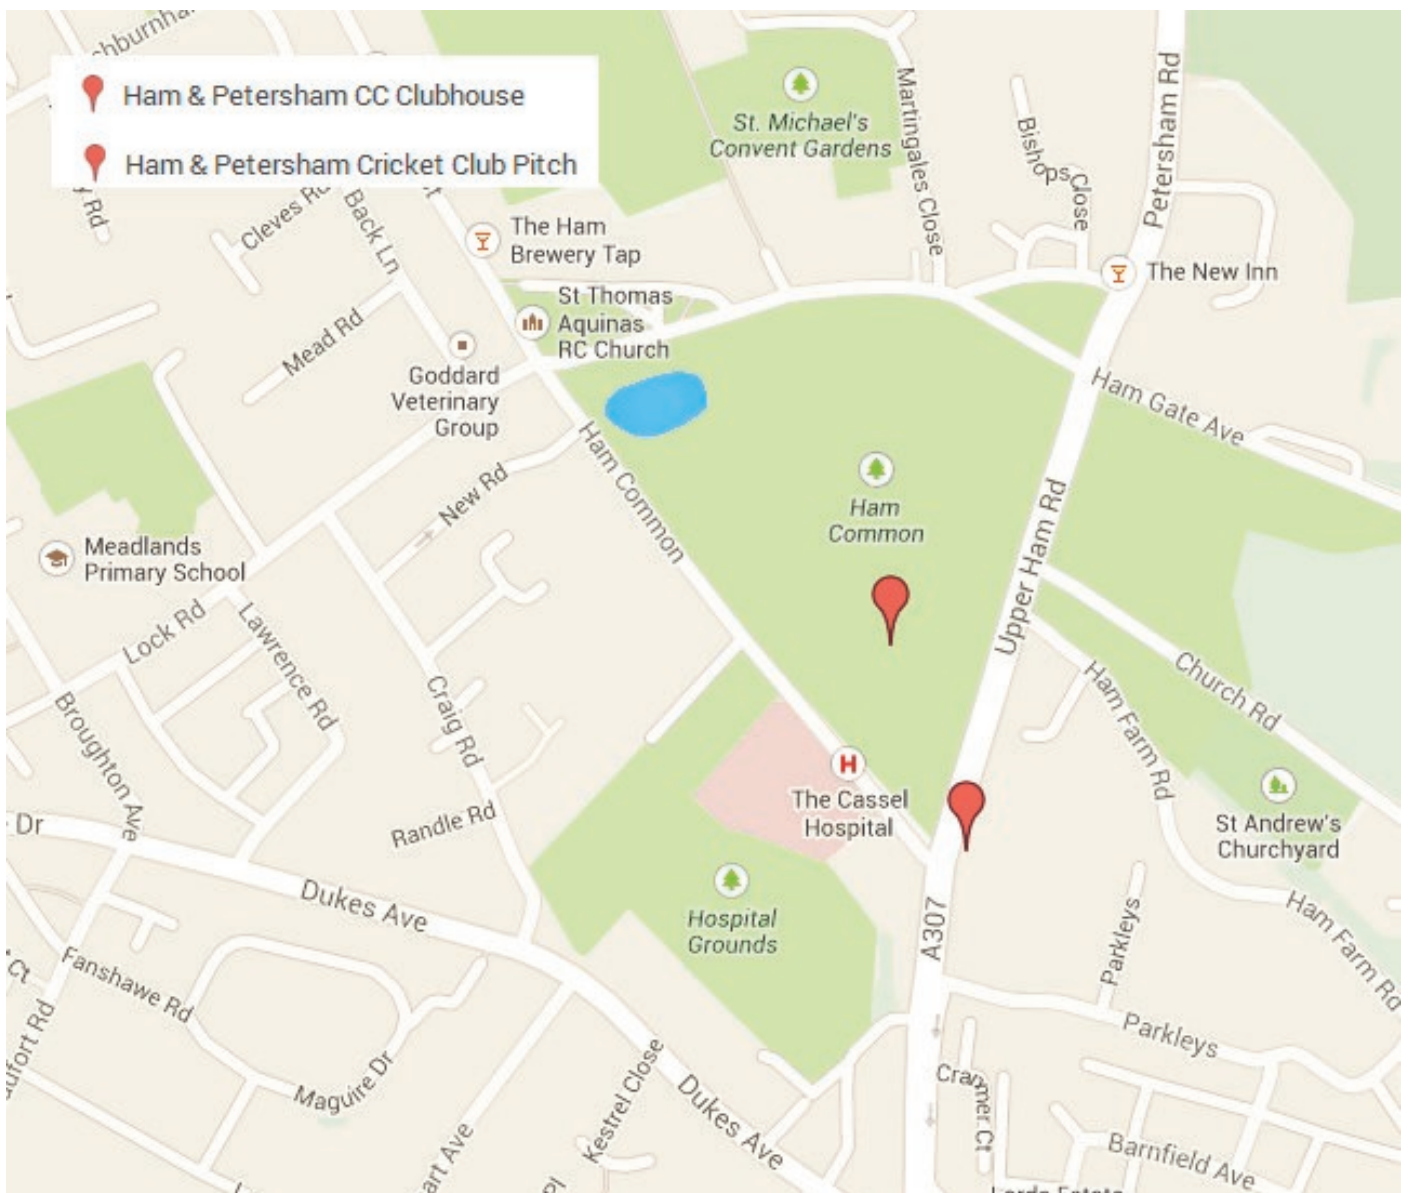 Ham & Petersham CC Clubhouse
Ham & Petersham Cricket Club Pitch
St. Michael's
Convent Gardens
Martingales Close
Bishops Close
Petersham Rd
Cleves Rd
Back Ln
The Ham
Brewery Tap
The New Inn
St Thomas
Aquinas
RC Church
Mead Rd
Goddard
Veterinary
Group
Ham Gate Ave
Ham Common
New Rd
Ham
Common
Upper Ham Rd
Meadlands
Primary School
Lock Rd
Lawrence Rd
Craig Rd
Broughton Ave
Church Rd
Ham Farm Rd
H
The Cassel
Hospital
Randle Rd
Dr
St Andrew's
Churchyard
Dukes Ave
Hospital
Grounds
A307
Parkleys
Ham Farm Rd
Ct
Fanshawe Rd
Maguire Dr
Kestrel Close
Dukes Ave
Parkleys
Cranmer Ct
Barnfield Ave
Pl